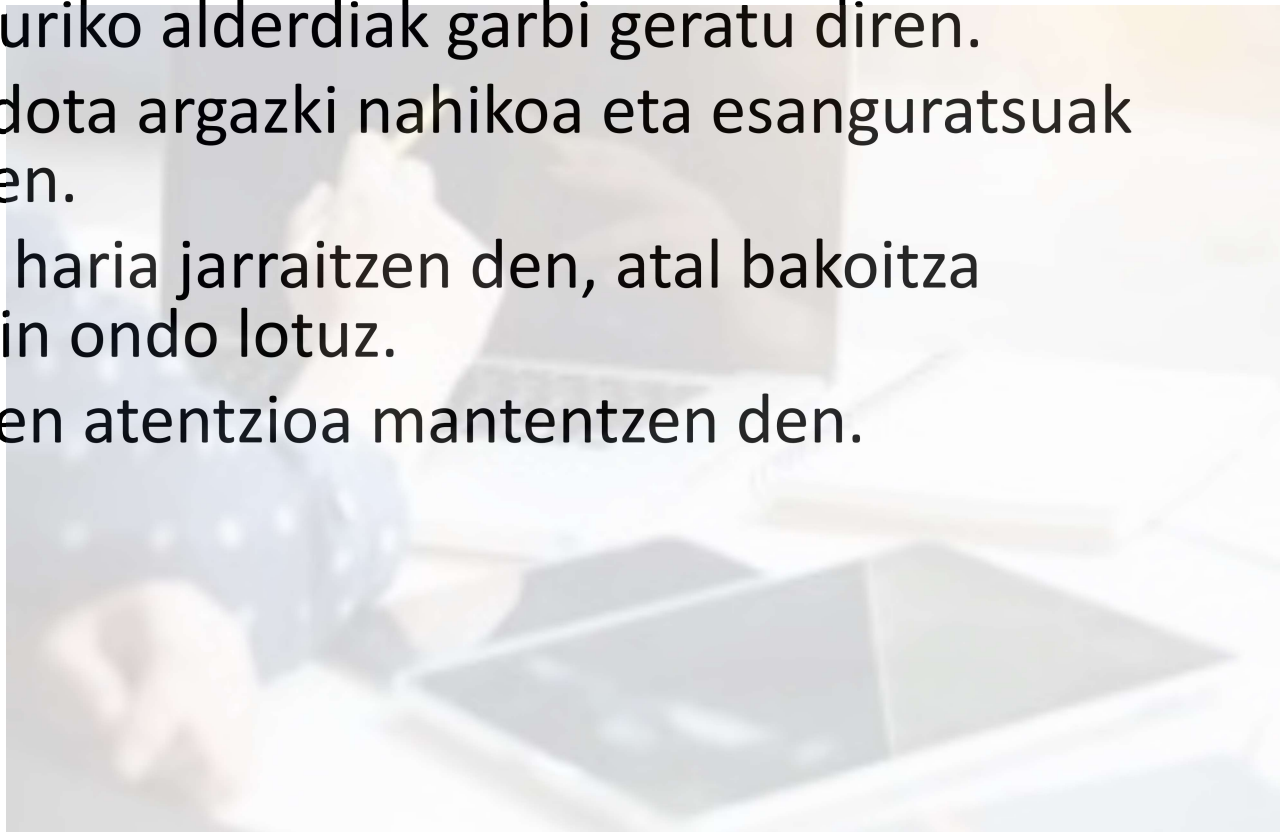 uriko alderdiak garbi geratu diren.
dota argazki nahikoa eta esanguratsuak
en.
haria jarraitzen den, atal bakoitza
in ondo lotuz.
en atentzioa mantentzen den.